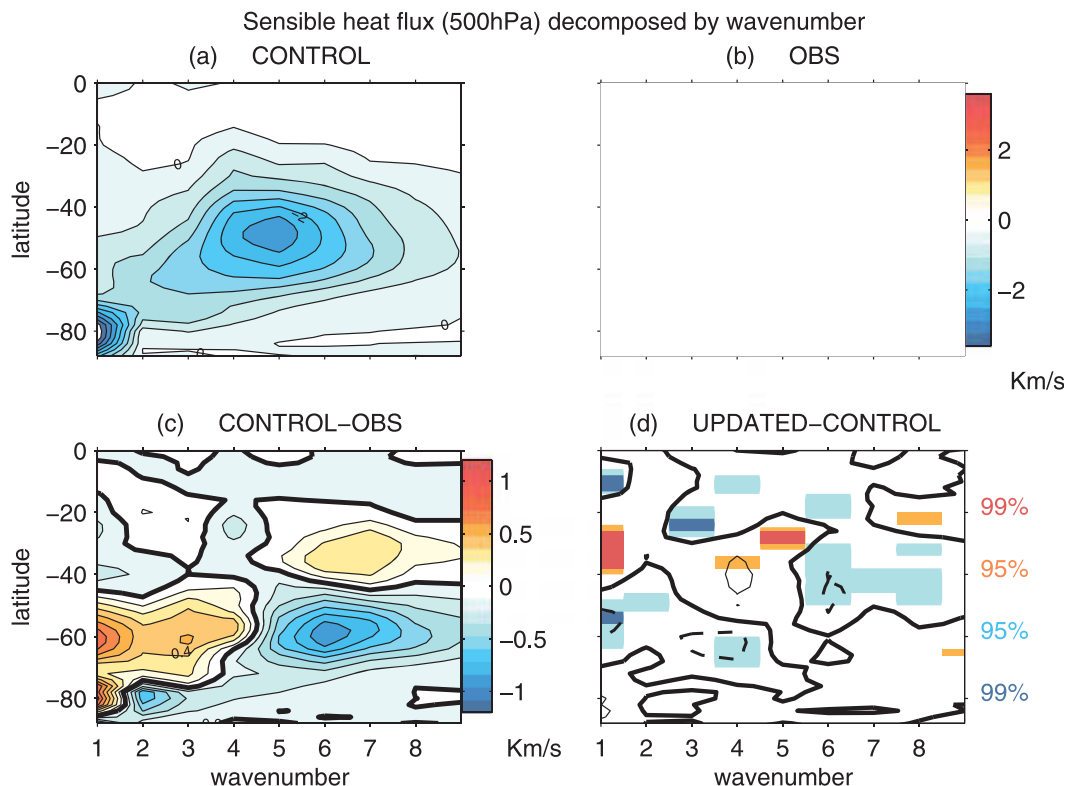 Sensible heat flux (500hPa) decomposed by wavenumber
(a) CONTROL
(b) OBS
0
−20
−40
−60
−80
latitude
0
−2
0
0
2
0
−2
Km/s
(c) CONTROL−OBS
(d) UPDATED−CONTROL
0
−20
−40
−60
−80
latitude
0.4
1
0.5
0
−0.5
−1
Km/s
1 2 3 4 5 6 7 8
wavenumber
99%
95%
95%
99%
1 2 3 4 5 6 7 8
wavenumber